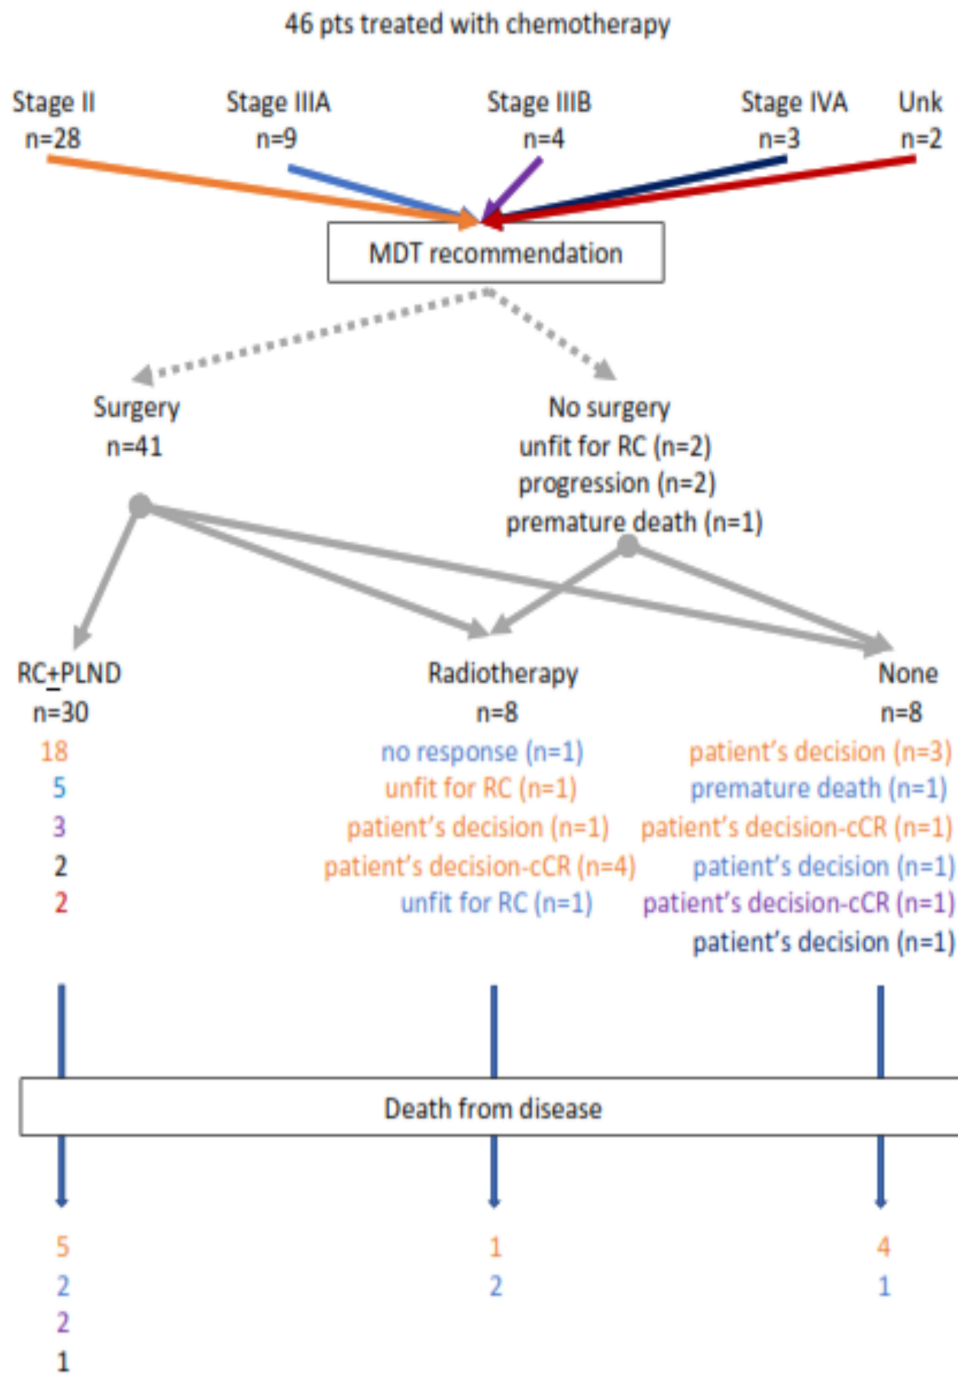 46 pts treated with chemotherapy
Stage II
n=28
Stage IIIA
n=9
Stage IIIB
n=4
Stage IVA
n=3
Unk
n=2
MDT recommendation
Surgery
n=41
No surgery
unfit for RC (n=2)
progression (n=2)
premature death (n=1)
RC+PLND
n=30
18
5
3
2
2
Radiotherapy
n=8
no response (n=1)
unfit for RC (n=1)
patient's decision (n=1)
patient's decision-cCR (n=4)
unfit for RC (n=1)
None
n=8
patient's decision (n=3)
premature death (n=1)
patient's decision-cCR (n=1)
patient's decision (n=1)
patient's decision-cCR (n=1)
patient's decision (n=1)
Death from disease
5
2
2
1
1
2
4
1